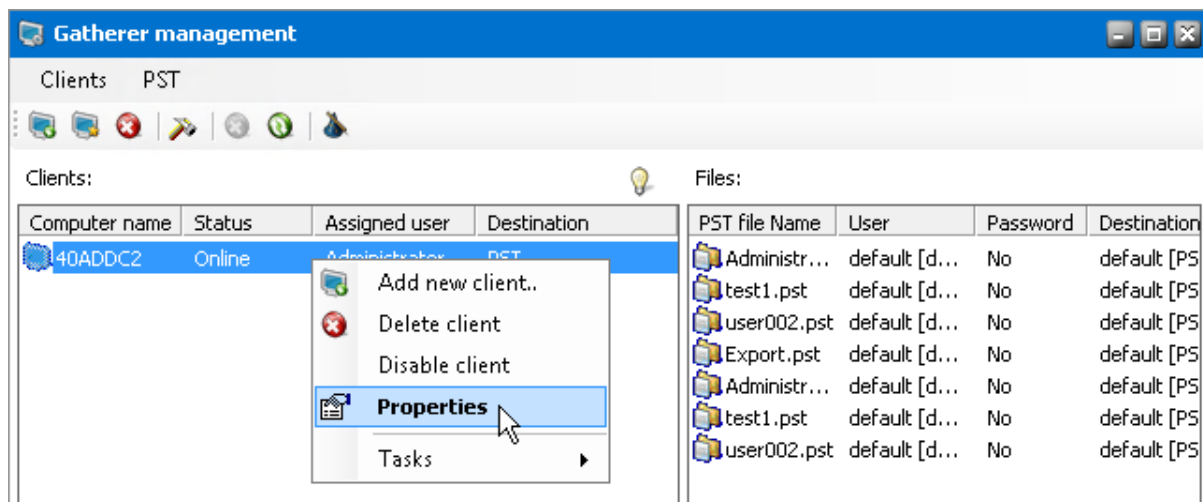 Gatherer management
Clients PST
Clients: Files:
Computer name Status Assigned user Destination PST file Name User Password Destination
40ADDC2 Online Administrator PST Administr... default [d... No default [PS
Add new client..
test1.pst default [d... No default [PS
Delete client user002.pst default [d... No default [PS
Disable client Export.pst default [d... No default [PS
Administr... default [d... No default [PS
Properties test1.pst default [d... No default [PS
Tasks user002.pst default [d... No default [PS